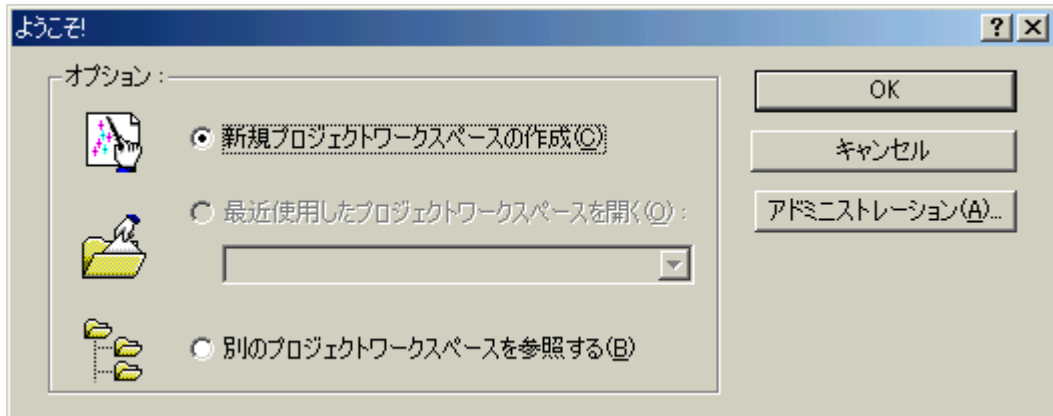 ようこそ!
オプション:
新規プロジェクトワークスペースの作成(C)
最近使用したプロジェクトワークスペースを開く(O):
別のプロジェクトワークスペースを参照する(B)
OK
キャンセル
アドミニストレーション(A)...